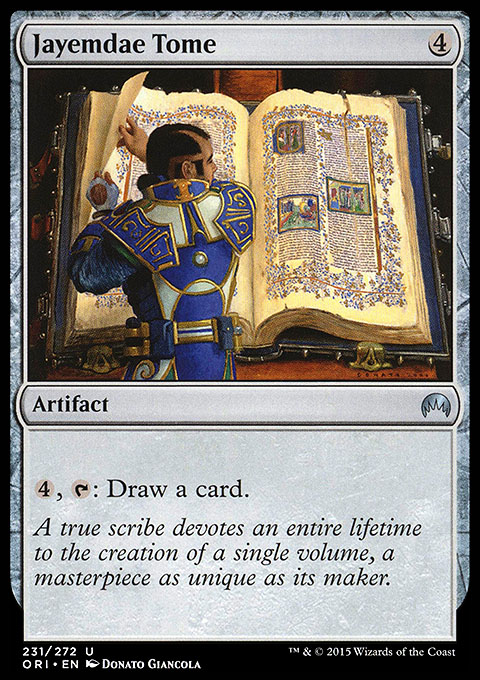 Jayemdae Tome 4
Artifact
4, : Draw a card.
A true scribe devotes an entire lifetime
to the creation of a single volume, a
masterpiece as unique as its maker.
231/272 U
ORI • EN Donato Giancola
™ & © 2015 Wizards of the Coast